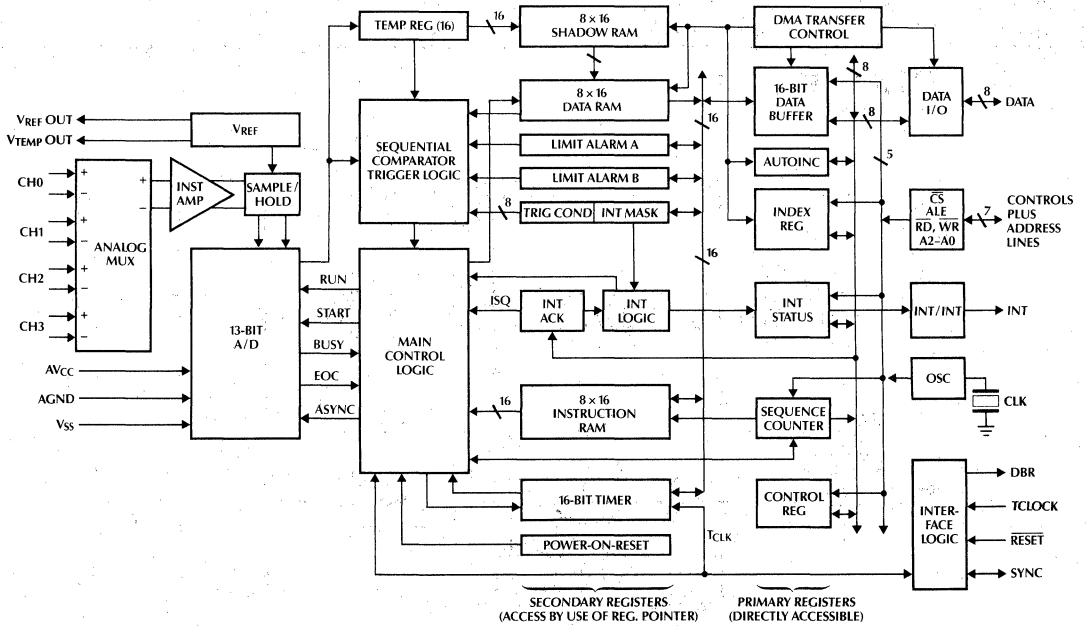 TEMP REG (16)
16
8 × 16
SHADOW RAM
DMA TRANSFER
CONTROL
8 × 16
DATA RAM
16
16-BIT
DATA
BUFFER
8
8
DATA
I/O
8
DATA
VREF OUT
VTEMP OUT
VREF
SEQUENTIAL
COMPARATOR
TRIGGER LOGIC
LIMIT ALARM A
LIMIT ALARM B
8
TRIG COND
INT MASK
AUTOINC
5
INDEX
REG
CS
ALE
RD, WR
A2–A0
7
CONTROLS
PLUS
ADDRESS
LINES
CH0
CH1
CH2
CH3
+
–
+
–
+
–
+
–
ANALOG
MUX
+
–
+
–
INST
AMP
SAMPLE/
HOLD
16
13-BIT
A/D
RUN
START
BUSY
EOC
ASYNC
MAIN
CONTROL
LOGIC
ISQ
INT
ACK
INT
LOGIC
INT
STATUS
INT/INT
INT
AVCC
AGND
VSS
16
8 × 16
INSTRUCTION
RAM
SEQUENCE
COUNTER
OSC
CLK
16-BIT TIMER
POWER-ON-RESET
TCLK
CONTROL
REG
INTER-
FACE
LOGIC
DBR
TCLOCK
RESET
SYNC
SECONDARY REGISTERS
(ACCESS BY USE OF REG. POINTER)
PRIMARY REGISTERS
(DIRECTLY ACCESSIBLE)